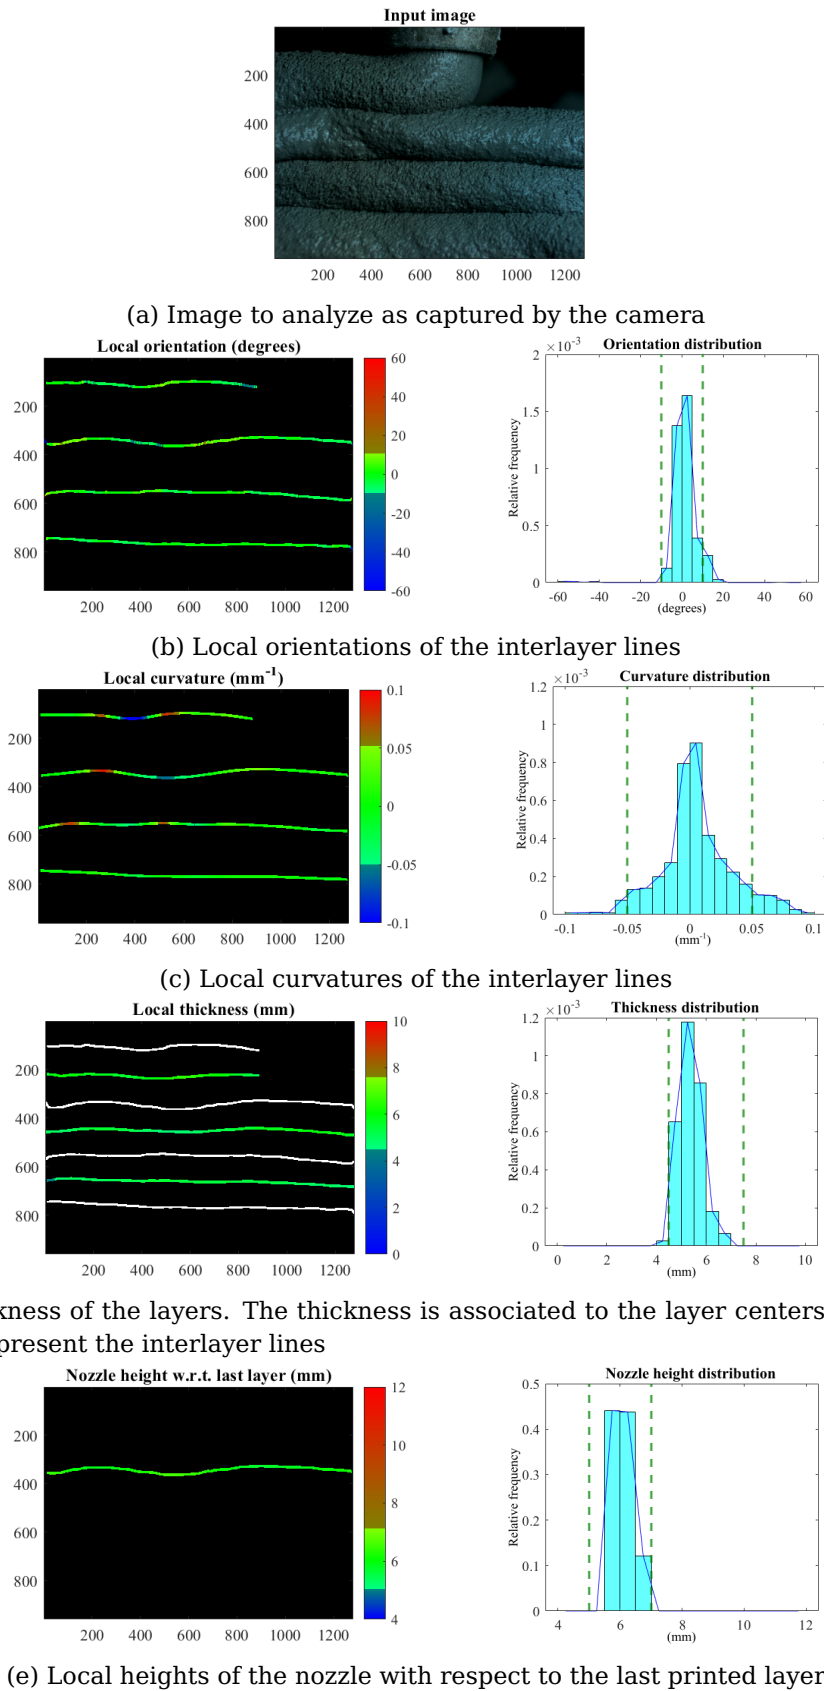 Input image
200
400
600
800
200 400 600 800 1000 1200
(a) Image to analyze as captured by the camera
Local orientation (degrees)
200
400
600
800
200 400 600 800 1000 1200
60
40
20
0
-20
-40
-60
Orientation distribution
×10⁻³
2
1.5
1
0.5
0
Relative frequency
-60 -40 -20 0 20 40 60
(degrees)
(b) Local orientations of the interlayer lines
Local curvature (mm⁻¹)
200
400
600
800
200 400 600 800 1000 1200
0.1
0.05
0
-0.05
-0.1
Curvature distribution
×10⁻³
1.2
1
0.8
0.6
0.4
0.2
0
Relative frequency
-0.1 -0.05 0 0.05 0.1
(mm⁻¹)
(c) Local curvatures of the interlayer lines
Local thickness (mm)
200
400
600
800
200 400 600 800 1000 1200
10
8
6
4
2
0
Thickness distribution
×10⁻³
1.2
1
0.8
0.6
0.4
0.2
0
Relative frequency
0 2 4 6 8 10
(mm)
kness of the layers. The thickness is associated to the layer centers
present the interlayer lines
Nozzle height w.r.t. last layer (mm)
200
400
600
800
200 400 600 800 1000 1200
12
10
8
6
4
Nozzle height distribution
0.5
0.4
0.3
0.2
0.1
0
Relative frequency
4 6 8 10 12
(mm)
(e) Local heights of the nozzle with respect to the last printed layer